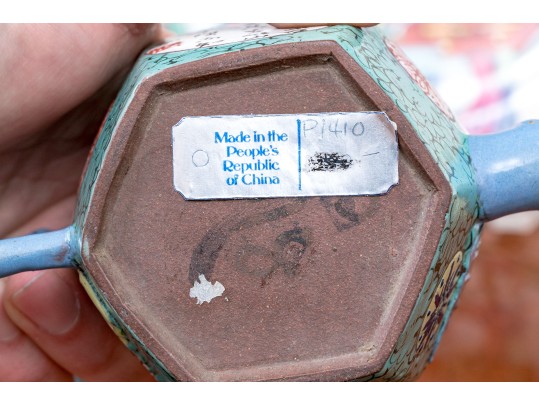 Made in the
People's
Republic
of China
P1410